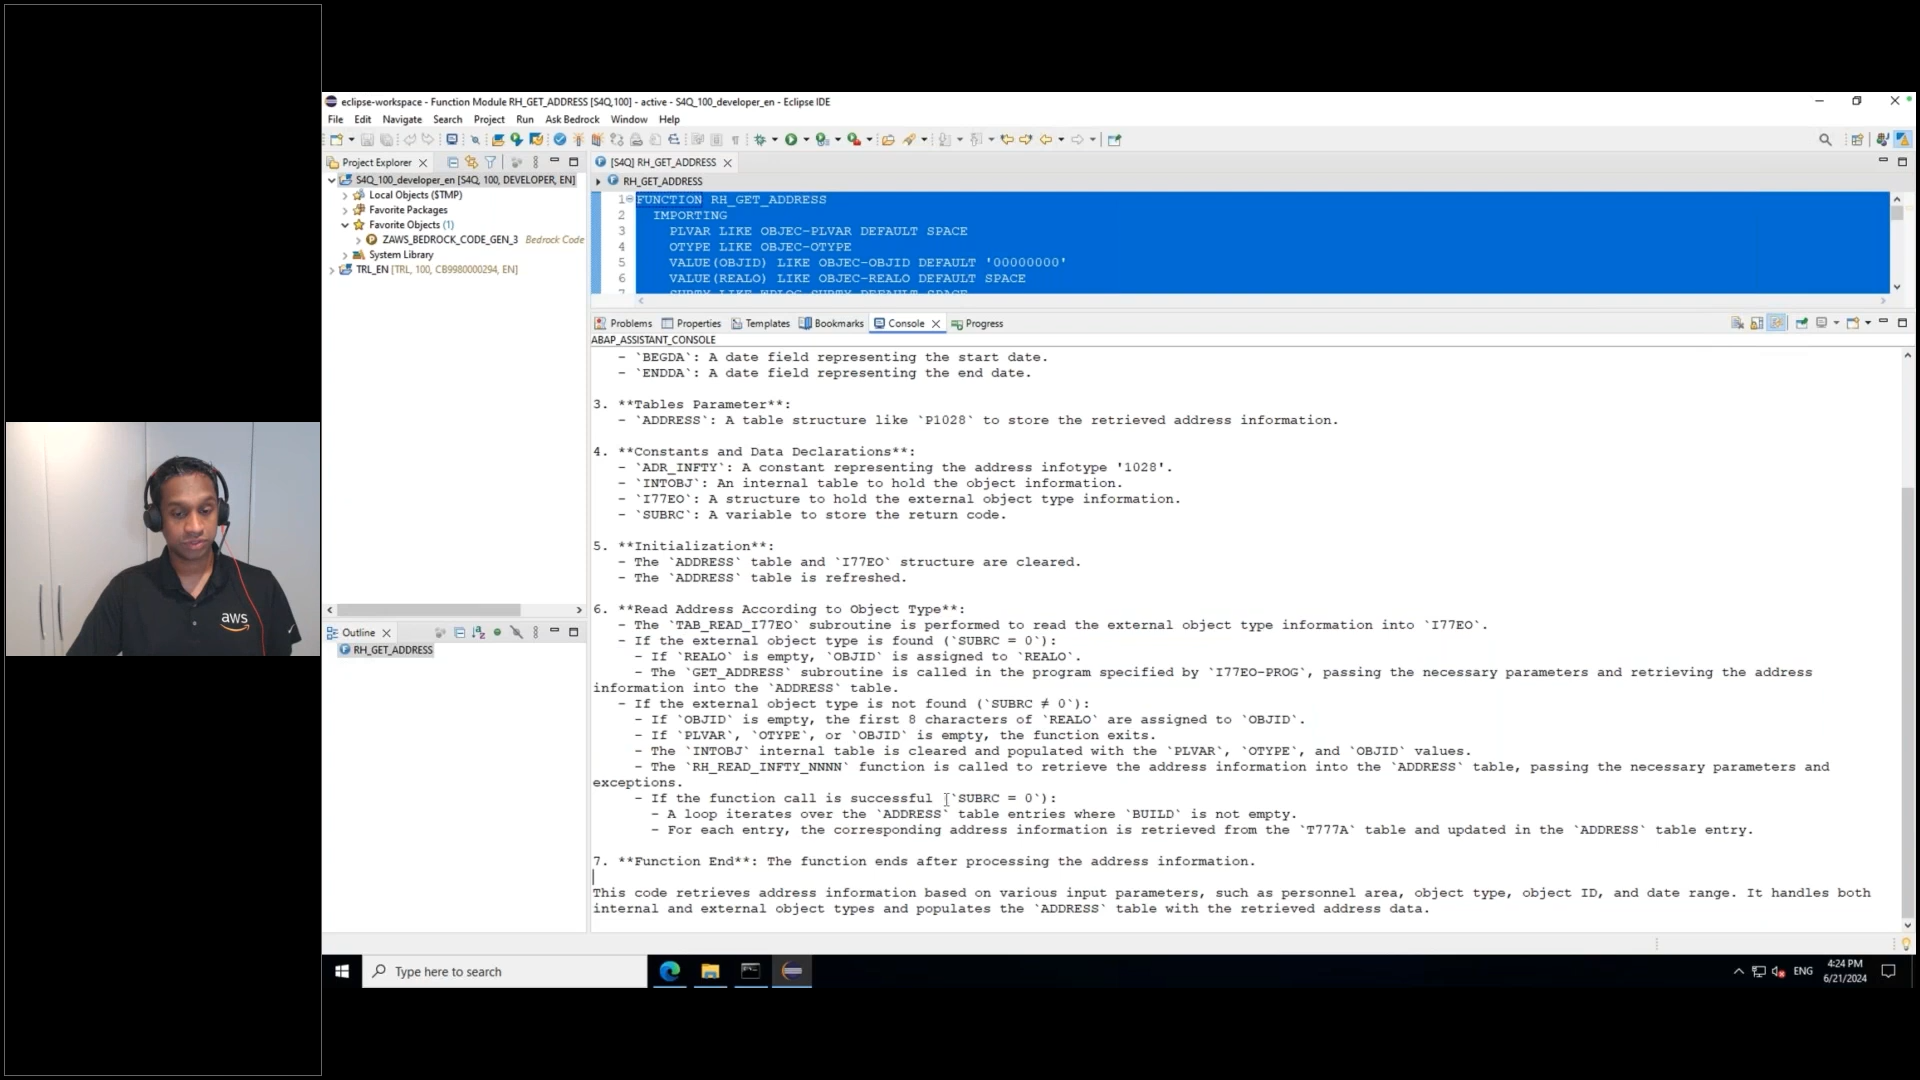 eclipse-workspace - Function Module RH_GET_ADDRESS [S4Q,100] - active - S4Q_100_developer_en - Eclipse IDE
File Edit Navigate Search Project Run Ask Bedrock Window Help
Project Explorer
S4Q_100_developer_en [S4Q, 100, DEVELOPER, EN]
Local Objects ($TMP)
Favorite Packages
Favorite Objects (1)
ZAWS_BEDROCK_CODE_GEN_3 Bedrock Code
System Library
TRL_EN [TRL, 100, CB9980000294, EN]
Outline
RH_GET_ADDRESS
[S4Q] RH_GET_ADDRESS
RH_GET_ADDRESS
1 FUNCTION RH_GET_ADDRESS
2 IMPORTING
3 PLVAR LIKE OBJEC-PLVAR DEFAULT SPACE
4 OTYPE LIKE OBJEC-OTYPE
5 VALUE(OBJID) LIKE OBJEC-OBJID DEFAULT '00000000'
6 VALUE(REALO) LIKE OBJEC-REALO DEFAULT SPACE
7 SUBTY LIKE WPLOG-SUBTY DEFAULT SPACE
Problems Properties Templates Bookmarks Console Progress
ABAP_ASSISTANT_CONSOLE
- `BEGDA`: A date field representing the start date.
- `ENDDA`: A date field representing the end date.
3. **Tables Parameter**:
- `ADDRESS`: A table structure like `P1028` to store the retrieved address information.
4. **Constants and Data Declarations**:
- `ADR_INFTY`: A constant representing the address infotype '1028'.
- `INTOBJ`: An internal table to hold the object information.
- `I77EO`: A structure to hold the external object type information.
- `SUBRC`: A variable to store the return code.
5. **Initialization**:
- The `ADDRESS` table and `I77EO` structure are cleared.
- The `ADDRESS` table is refreshed.
6. **Read Address According to Object Type**:
- The `TAB_READ_I77EO` subroutine is performed to read the external object type information into `I77EO`.
- If the external object type is found (`SUBRC = 0`):
- If `REALO` is empty, `OBJID` is assigned to `REALO`.
- The `GET_ADDRESS` subroutine is called in the program specified by `I77EO-PROG`, passing the necessary parameters and retrieving the address
information into the `ADDRESS` table.
- If the external object type is not found (`SUBRC ≠ 0`):
- If `OBJID` is empty, the first 8 characters of `REALO` are assigned to `OBJID`.
- If `PLVAR`, `OTYPE`, or `OBJID` is empty, the function exits.
- The `INTOBJ` internal table is cleared and populated with the `PLVAR`, `OTYPE`, and `OBJID` values.
- The `RH_READ_INFTY_NNNN` function is called to retrieve the address information into the `ADDRESS` table, passing the necessary parameters and
exceptions.
- If the function call is successful (`SUBRC = 0`):
- A loop iterates over the `ADDRESS` table entries where `BUILD` is not empty.
- For each entry, the corresponding address information is retrieved from the `T777A` table and updated in the `ADDRESS` table entry.
7. **Function End**: The function ends after processing the address information.
This code retrieves address information based on various input parameters, such as personnel area, object type, object ID, and date range. It handles both
internal and external object types and populates the `ADDRESS` table with the retrieved address data.
aws
Type here to search
ENG
4:24 PM
6/21/2024